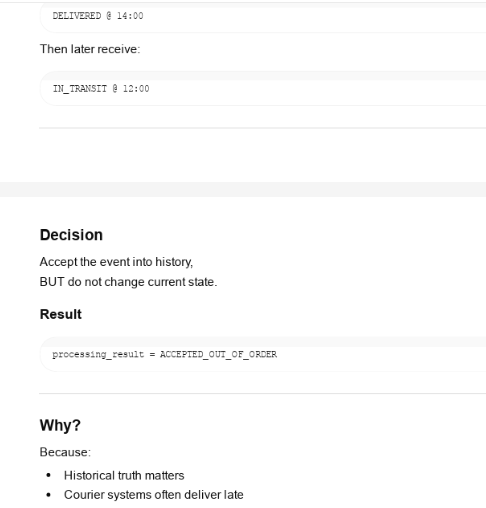 DELIVERED @ 14:00
Then later receive:
IN_TRANSIT @ 12:00
Decision
Accept the event into history,
BUT do not change current state.
Result
processing_result = ACCEPTED_OUT_OF_ORDER
Why?
Because:
• Historical truth matters
• Courier systems often deliver late